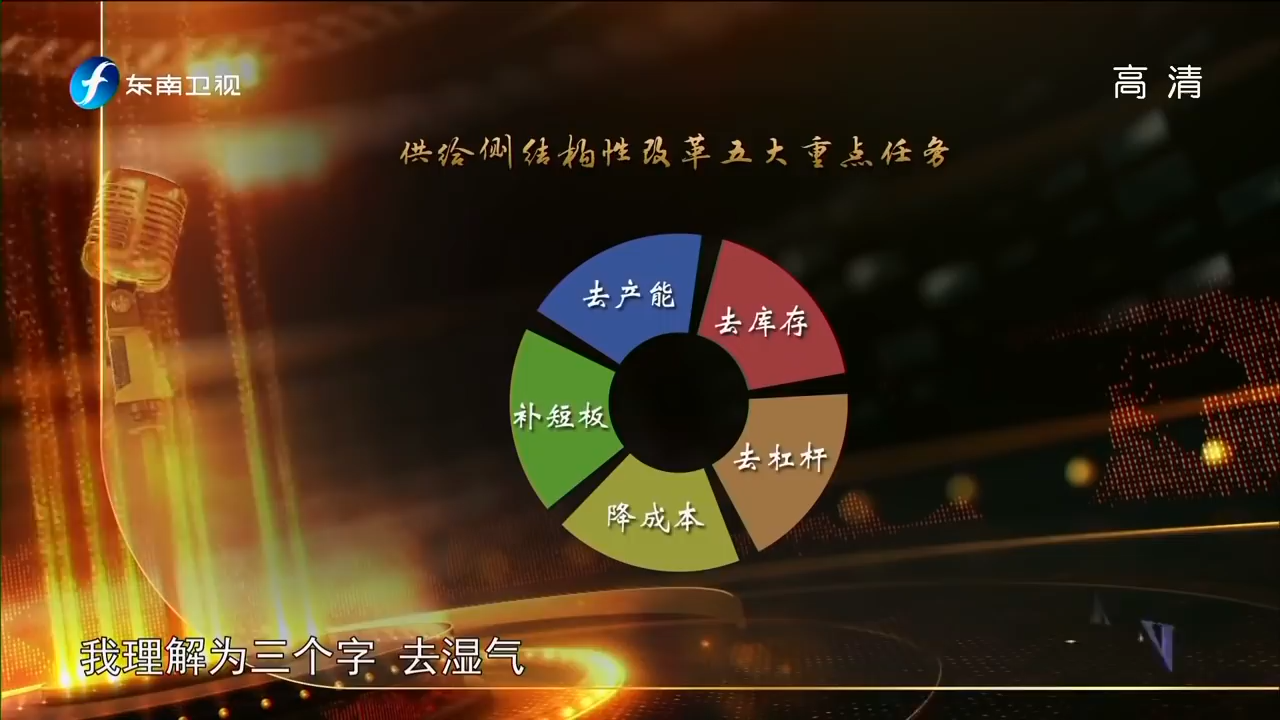 东南卫视
高清
供给侧结构性改革五大重点任务
去产能
去库存
补短板
去杠杆
降成本
我理解为三个字 去湿气